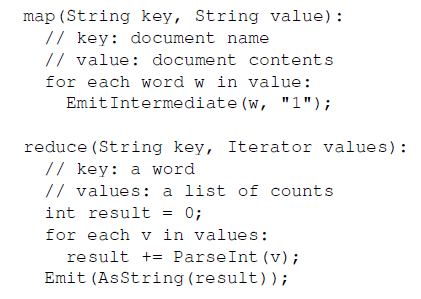 map(String key, String value):
// key: document name
// value: document contents
for each word w in value:
EmitIntermediate(w, "1");
reduce(String key, Iterator values):
// key: a word
// values: a list of counts
int result = 0;
for each v in values:
result += ParseInt(v);
Emit(AsString(result));